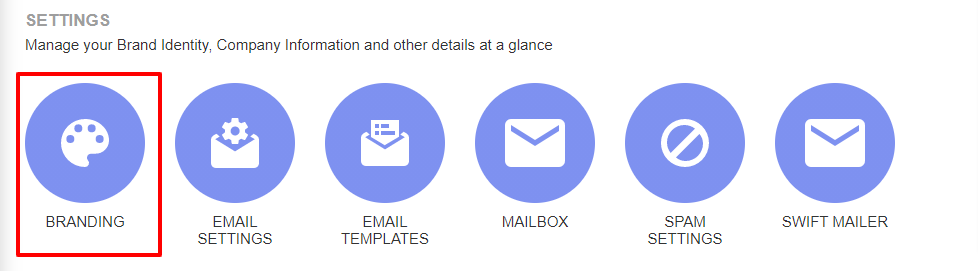 SETTINGS
Manage your Brand Identity, Company Information and other details at a glance
BRANDING
EMAIL
SETTINGS
EMAIL
TEMPLATES
MAILBOX
SPAM
SETTINGS
SWIFT MAILER